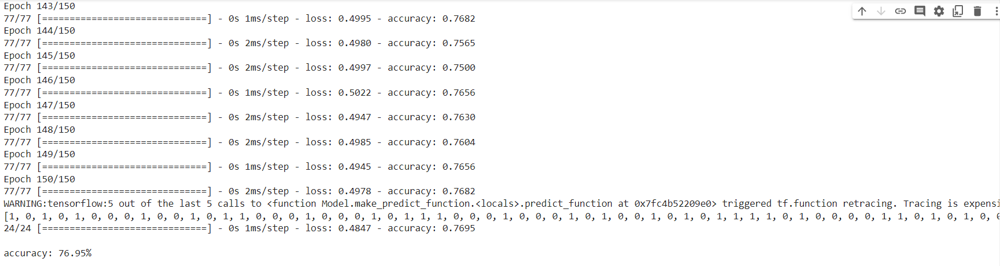 Epoch 143/150
77/77 [==============================] - 0s 1ms/step - loss: 0.4995 - accuracy: 0.7682
Epoch 144/150
77/77 [==============================] - 0s 2ms/step - loss: 0.4980 - accuracy: 0.7565
Epoch 145/150
77/77 [==============================] - 0s 2ms/step - loss: 0.4997 - accuracy: 0.7500
Epoch 146/150
77/77 [==============================] - 0s 1ms/step - loss: 0.5022 - accuracy: 0.7656
Epoch 147/150
77/77 [==============================] - 0s 2ms/step - loss: 0.4947 - accuracy: 0.7630
Epoch 148/150
77/77 [==============================] - 0s 2ms/step - loss: 0.4985 - accuracy: 0.7604
Epoch 149/150
77/77 [==============================] - 0s 1ms/step - loss: 0.4945 - accuracy: 0.7656
Epoch 150/150
77/77 [==============================] - 0s 2ms/step - loss: 0.4978 - accuracy: 0.7682
WARNING:tensorflow:5 out of the last 5 calls to <function Model.make_predict_function.<locals>.predict_function at 0x7fc4b52209e0> triggered tf.function retracing. Tracing is expensi
[1, 0, 1, 0, 1, 0, 0, 0, 1, 0, 0, 1, 0, 1, 1, 0, 0, 0, 1, 0, 0, 0, 1, 0, 1, 1, 1, 0, 0, 0, 1, 0, 0, 0, 1, 0, 1, 0, 0, 1, 0, 1, 0, 1, 1, 1, 1, 0, 1, 0, 0, 0, 0, 1, 1, 0, 1, 0, 1, 0, 0
24/24 [==============================] - 0s 1ms/step - loss: 0.4847 - accuracy: 0.7695
accuracy: 76.95%